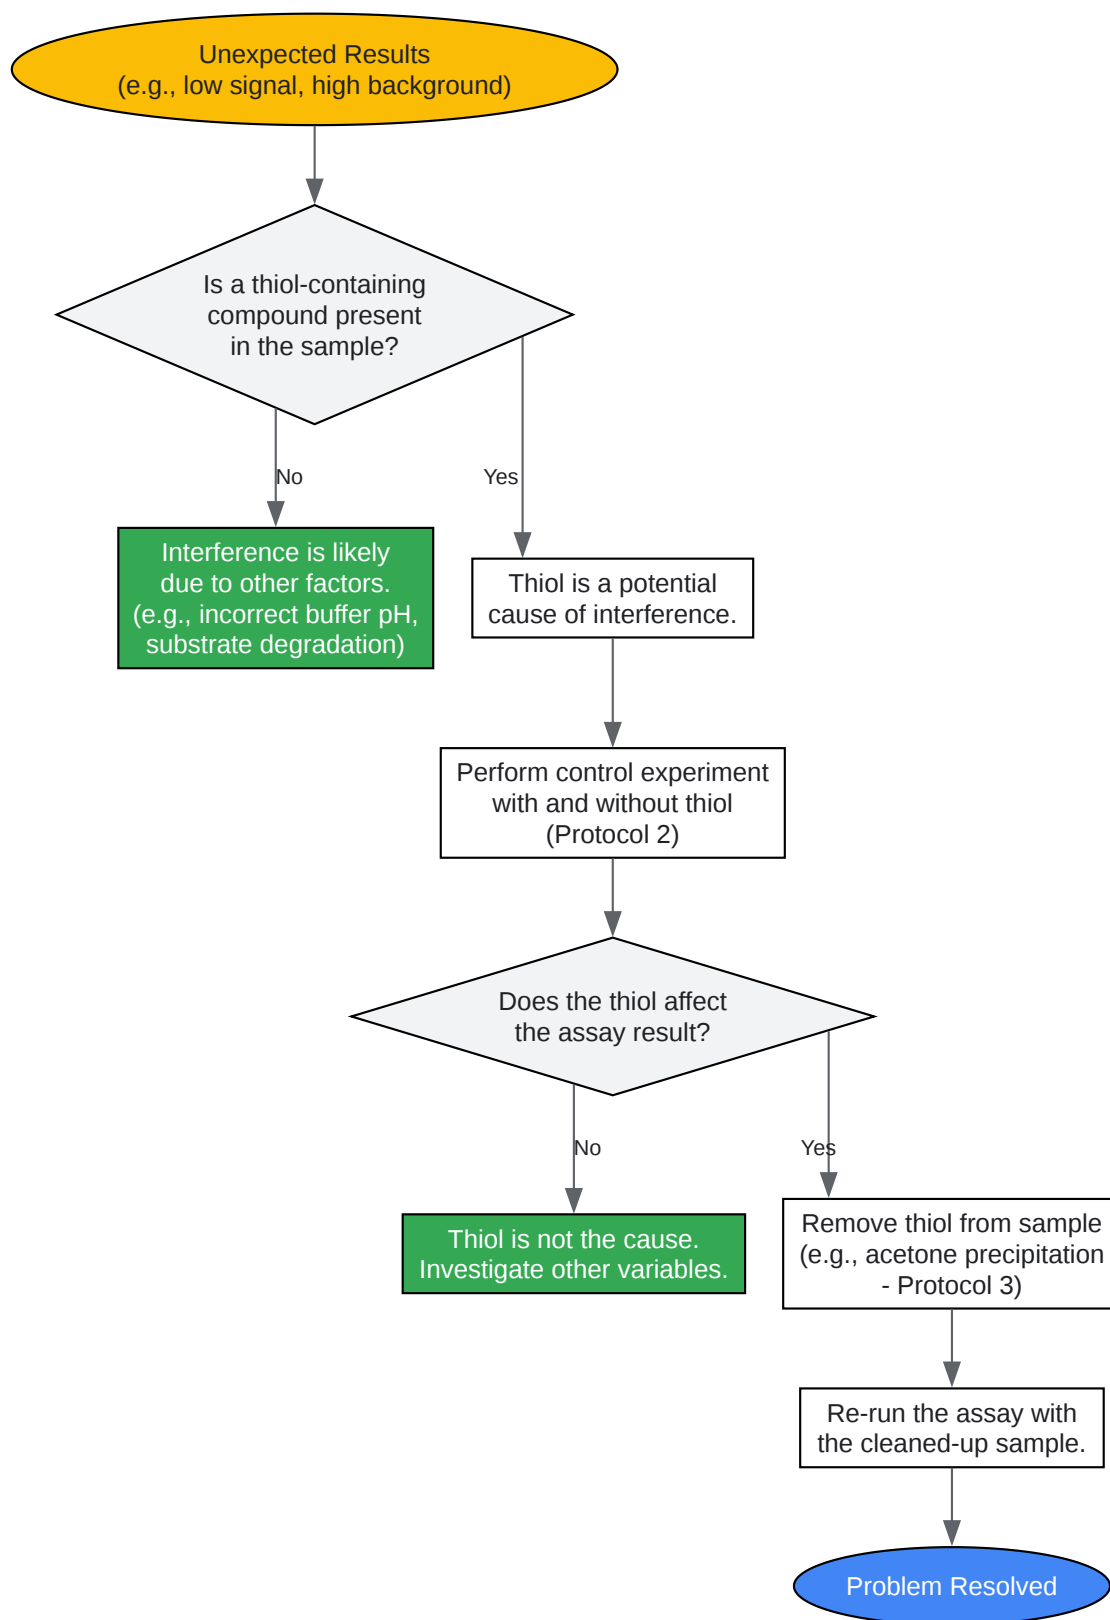 Unexpected Results
(e.g., low signal, high background)
Is a thiol-containing
compound present
in the sample?
No
Yes
Interference is likely
due to other factors.
(e.g., incorrect buffer pH,
substrate degradation)
Thiol is a potential
cause of interference.
Perform control experiment
with and without thiol
(Protocol 2)
Does the thiol affect
the assay result?
No
Yes
Thiol is not the cause.
Investigate other variables.
Remove thiol from sample
(e.g., acetone precipitation
- Protocol 3)
Re-run the assay with
the cleaned-up sample.
Problem Resolved